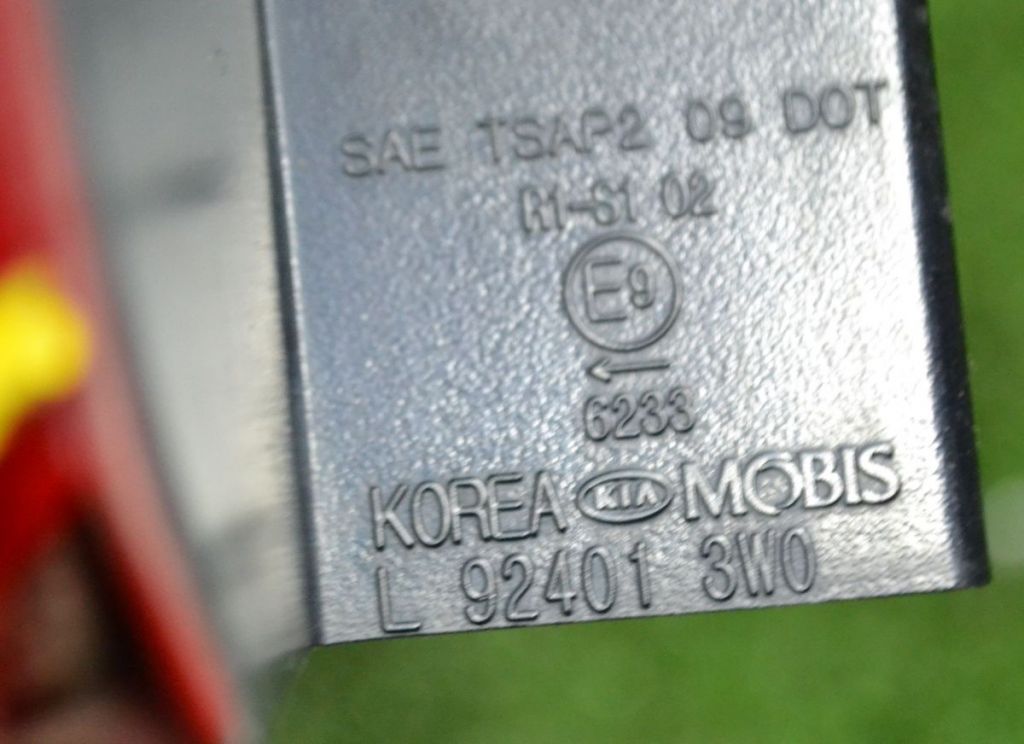 SAE TSAP2 09 DOT
R1-S1 02
E9
←
6233
KOREA KIA MOBIS
L 92401 3W0